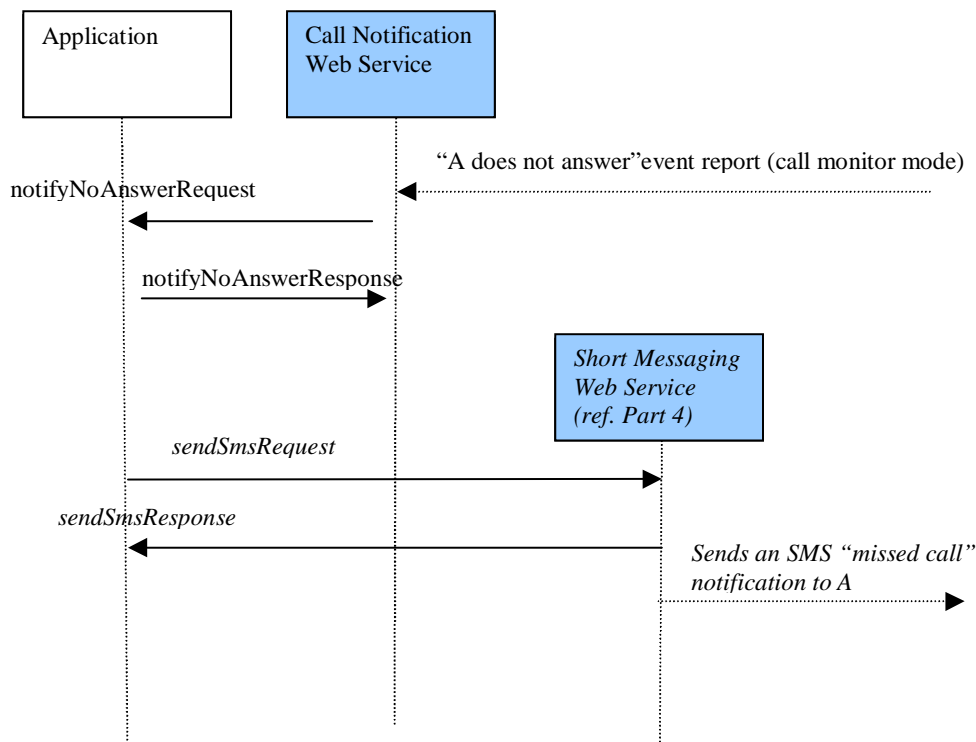 Application
Call Notification
Web Service
“A does not answer”event report (call monitor mode)
notifyNoAnswerRequest
notifyNoAnswerResponse
Short Messaging
Web Service
(ref. Part 4)
sendSmsRequest
sendSmsResponse
Sends an SMS “missed call”
notification to A